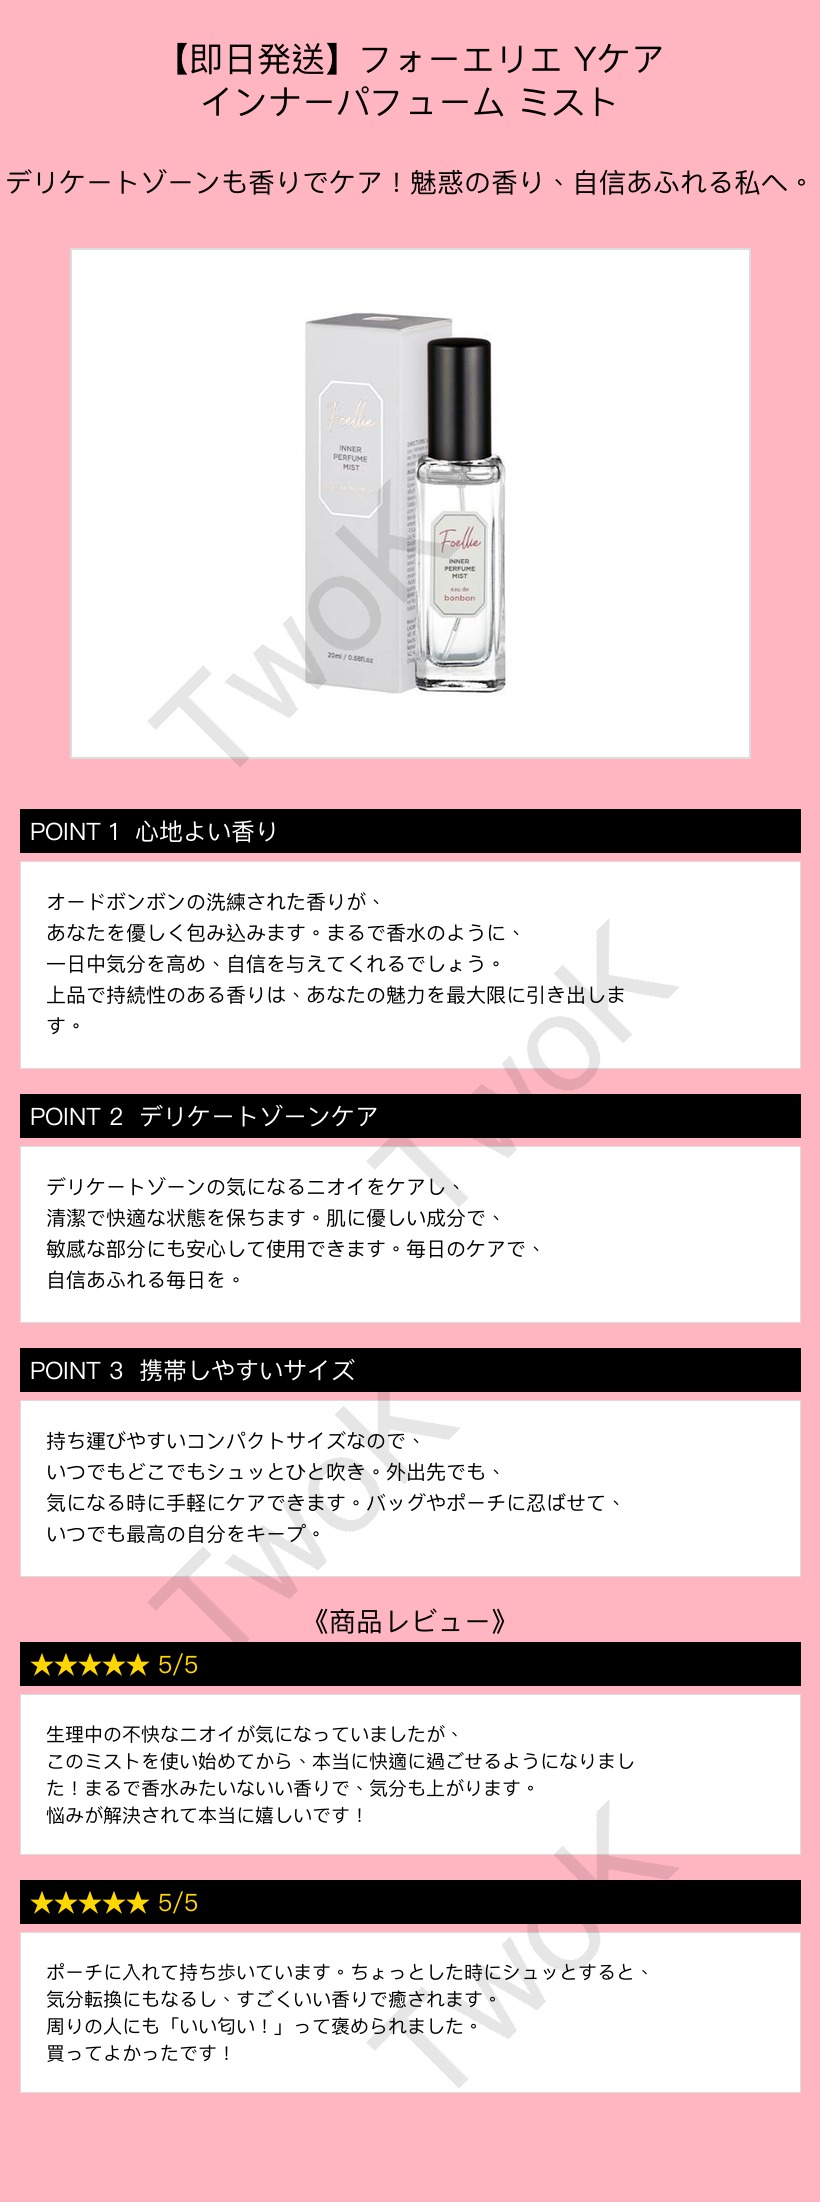 【即日発送】フォーエリエ Yケア
インナーパフューム ミスト
デリケートゾーンも香りでケア！魅惑の香り、自信あふれる私へ。
Foellie
INNER
PERFUME
MIST
20ml / 0.68fl.oz
Foellie
INNER
PERFUME
MIST
eau de
bonbon
TwoK
POINT 1 心地よい香り
オードボンボンの洗練された香りが、
あなたを優しく包み込みます。まるで香水のように、
一日中気分を高め、自信を与えてくれるでしょう。
上品で持続性のある香りは、あなたの魅力を最大限に引き出しま
す。
TwoK
POINT 2 デリケートゾーンケア
デリケートゾーンの気になるニオイをケアし、
清潔で快適な状態を保ちます。肌に優しい成分で、
敏感な部分にも安心して使用できます。毎日のケアで、
自信あふれる毎日を。
POINT 3 携帯しやすいサイズ
持ち運びやすいコンパクトサイズなので、
いつでもどこでもシュッとひと吹き。外出先でも、
気になる時に手軽にケアできます。バッグやポーチに忍ばせて、
いつでも最高の自分をキープ。
TwoK
《商品レビュー》
★★★★★ 5/5
生理中の不快なニオイが気になっていましたが、
このミストを使い始めてから、本当に快適に過ごせるようになりまし
た！まるで香水みたいないい香りで、気分も上がります。
悩みが解決されて本当に嬉しいです！
★★★★★ 5/5
ポーチに入れて持ち歩いています。ちょっとした時にシュッとすると、
気分転換にもなるし、すごくいい香りで癒されます。
周りの人にも「いい匂い！」って褒められました。
買ってよかったです！
TwoK